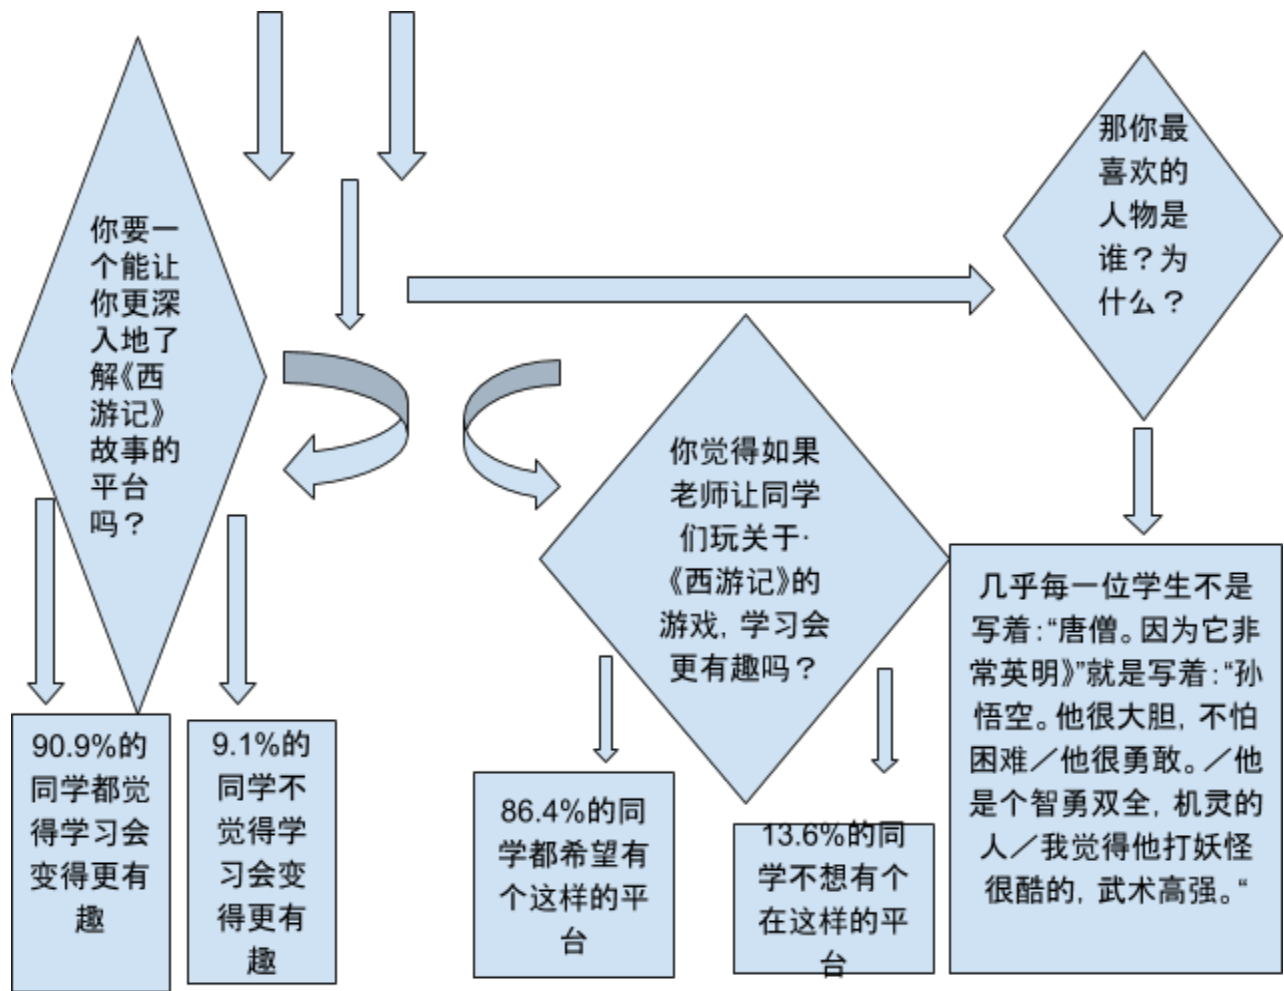 你要一
个能让
你更深
入地了
解《西
游记》
故事的
平台
吗？
那你最
喜欢的
人物是
谁？为
什么？
你觉得如果
老师让同学
们玩关于·
《西游记》的
游戏，学习会
更有趣吗？
90.9%的
同学都觉
得学习会
变得更有
趣
9.1%的
同学不
觉得学
习会变
得更有
趣
86.4%的同
学都希望有
个这样的平
台
13.6%的同
学不想有个
在这样的平
台
几乎每一位学生不是
写着：“唐僧。因为它非
常英明》”就是写着：“孙
悟空。他很大胆，不怕
困难／他很勇敢。／他
是个智勇双全，机灵的
人／我觉得他打妖怪
很酷的，武术高强。“